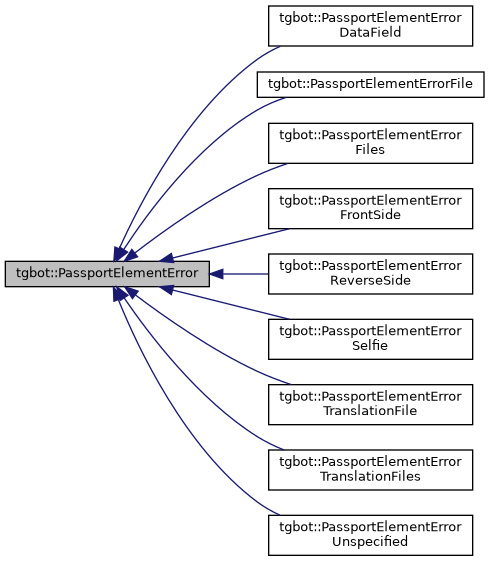 tgbot::PassportElementError
DataField
tgbot::PassportElementErrorFile
tgbot::PassportElementError
Files
tgbot::PassportElementError
FrontSide
tgbot::PassportElementError
tgbot::PassportElementError
ReverseSide
tgbot::PassportElementError
Selfie
tgbot::PassportElementError
TranslationFile
tgbot::PassportElementError
TranslationFiles
tgbot::PassportElementError
Unspecified